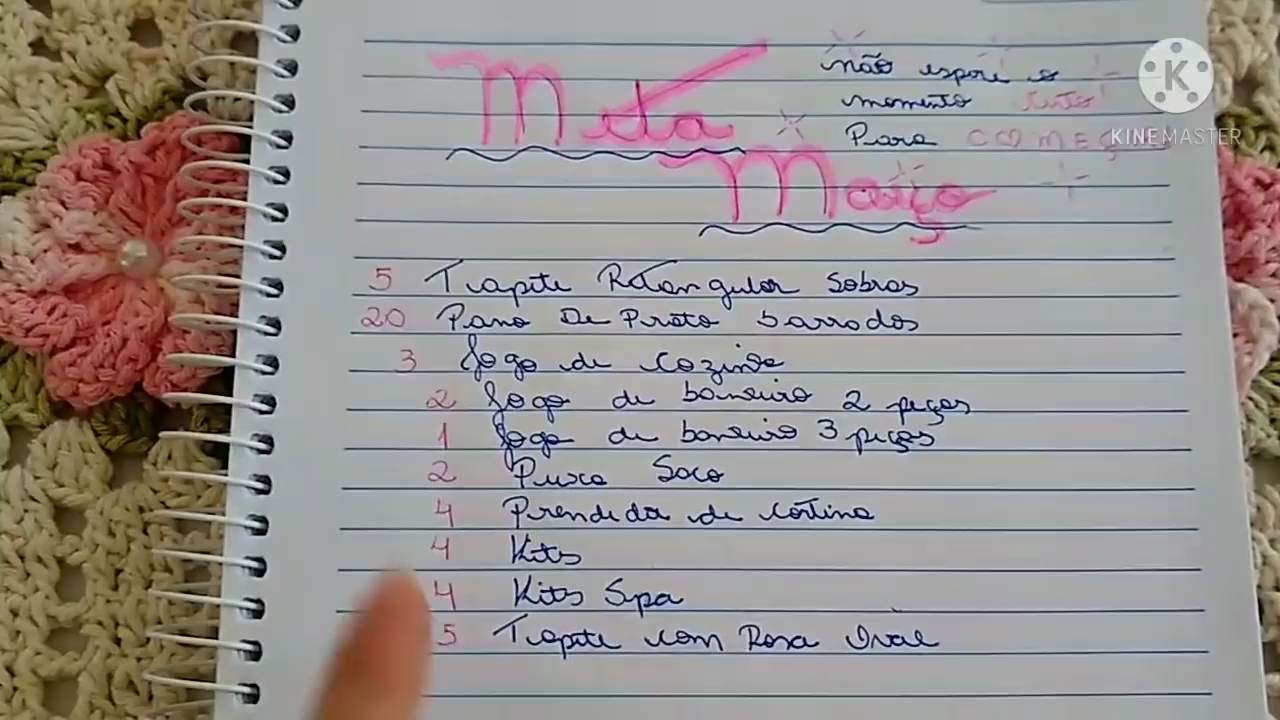 Meta
não espere o
momento Justo
Para COMEÇ
KINEMASTER
Março
5 Tapete Retangular Sobras
20 Pano De Prato barrados
3 Jogo de Cozinha
2 Jogo de banheiro 2 peças
1 Jogo de banheiro 3 peças
2 Puxa Saco
4 Prendedor de Cortina
4 Kits
4 Kits Spa
5 Tapete com Rosa Oval